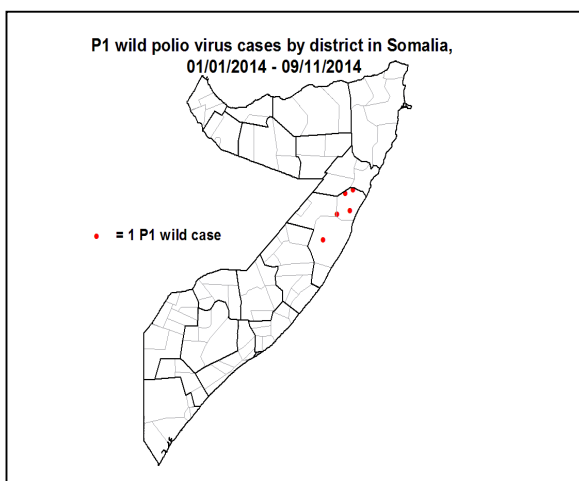 P1 wild polio virus cases by district in Somalia,
01/01/2014 - 09/11/2014
= 1 P1 wild case